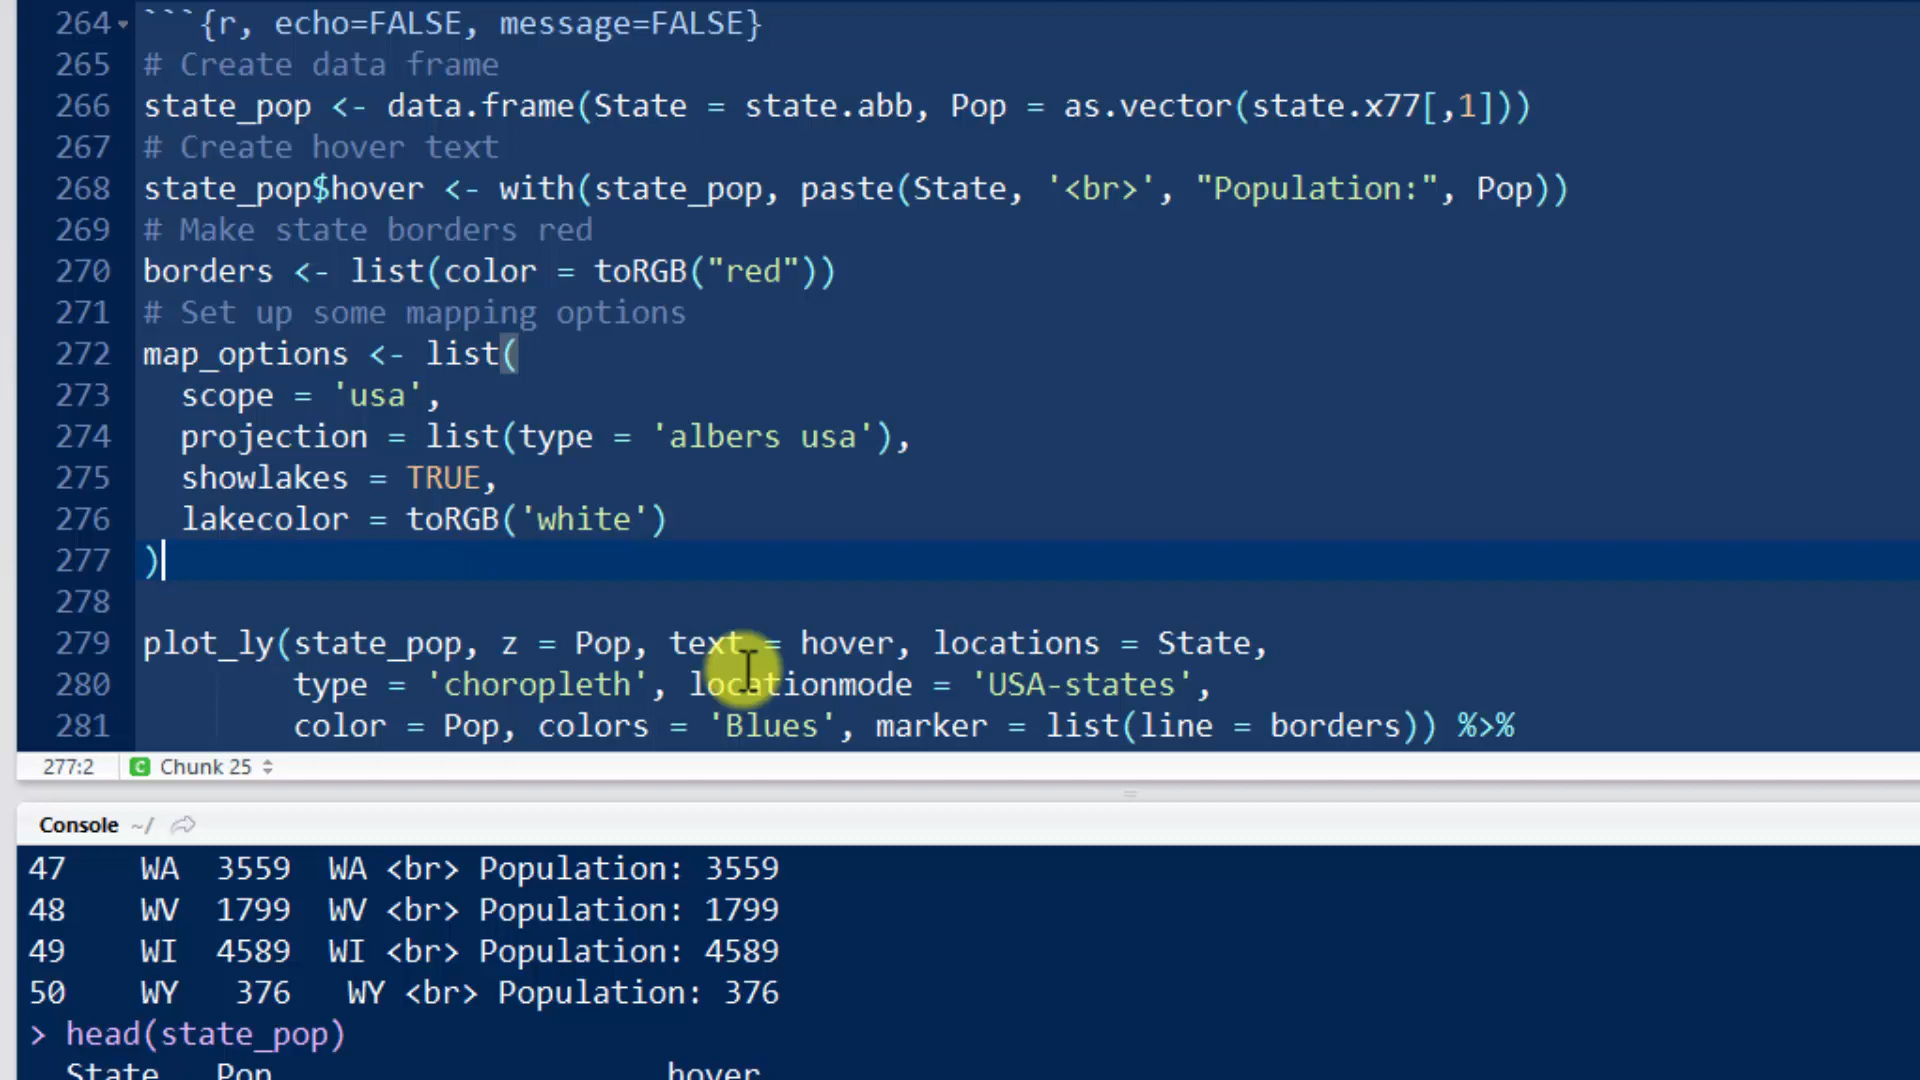 264 ```{r, echo=FALSE, message=FALSE}
265 # Create data frame
266 state_pop <- data.frame(State = state.abb, Pop = as.vector(state.x77[,1]))
267 # Create hover text
268 state_pop$hover <- with(state_pop, paste(State, '<br>', "Population:", Pop))
269 # Make state borders red
270 borders <- list(color = toRGB("red"))
271 # Set up some mapping options
272 map_options <- list(
273   scope = 'usa',
274   projection = list(type = 'albers usa'),
275   showlakes = TRUE,
276   lakecolor = toRGB('white')
277 )
278
279 plot_ly(state_pop, z = Pop, text = hover, locations = State,
280         type = 'choropleth', locationmode = 'USA-states',
281         color = Pop, colors = 'Blues', marker = list(line = borders)) %>%
277:2 C Chunk 25
Console ~/
47 WA 3559 WA <br> Population: 3559
48 WV 1799 WV <br> Population: 1799
49 WI 4589 WI <br> Population: 4589
50 WY 376 WY <br> Population: 376
> head(state_pop)
State Pop hover